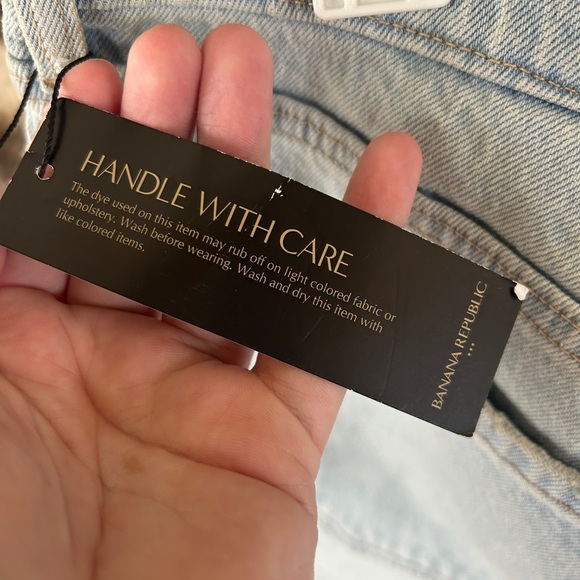 HANDLE WITH CARE
The dye used on this item may rub off on light colored fabric or
upholstery. Wash before wearing. Wash and dry this item with
like colored items.
BANANA REPUBLIC